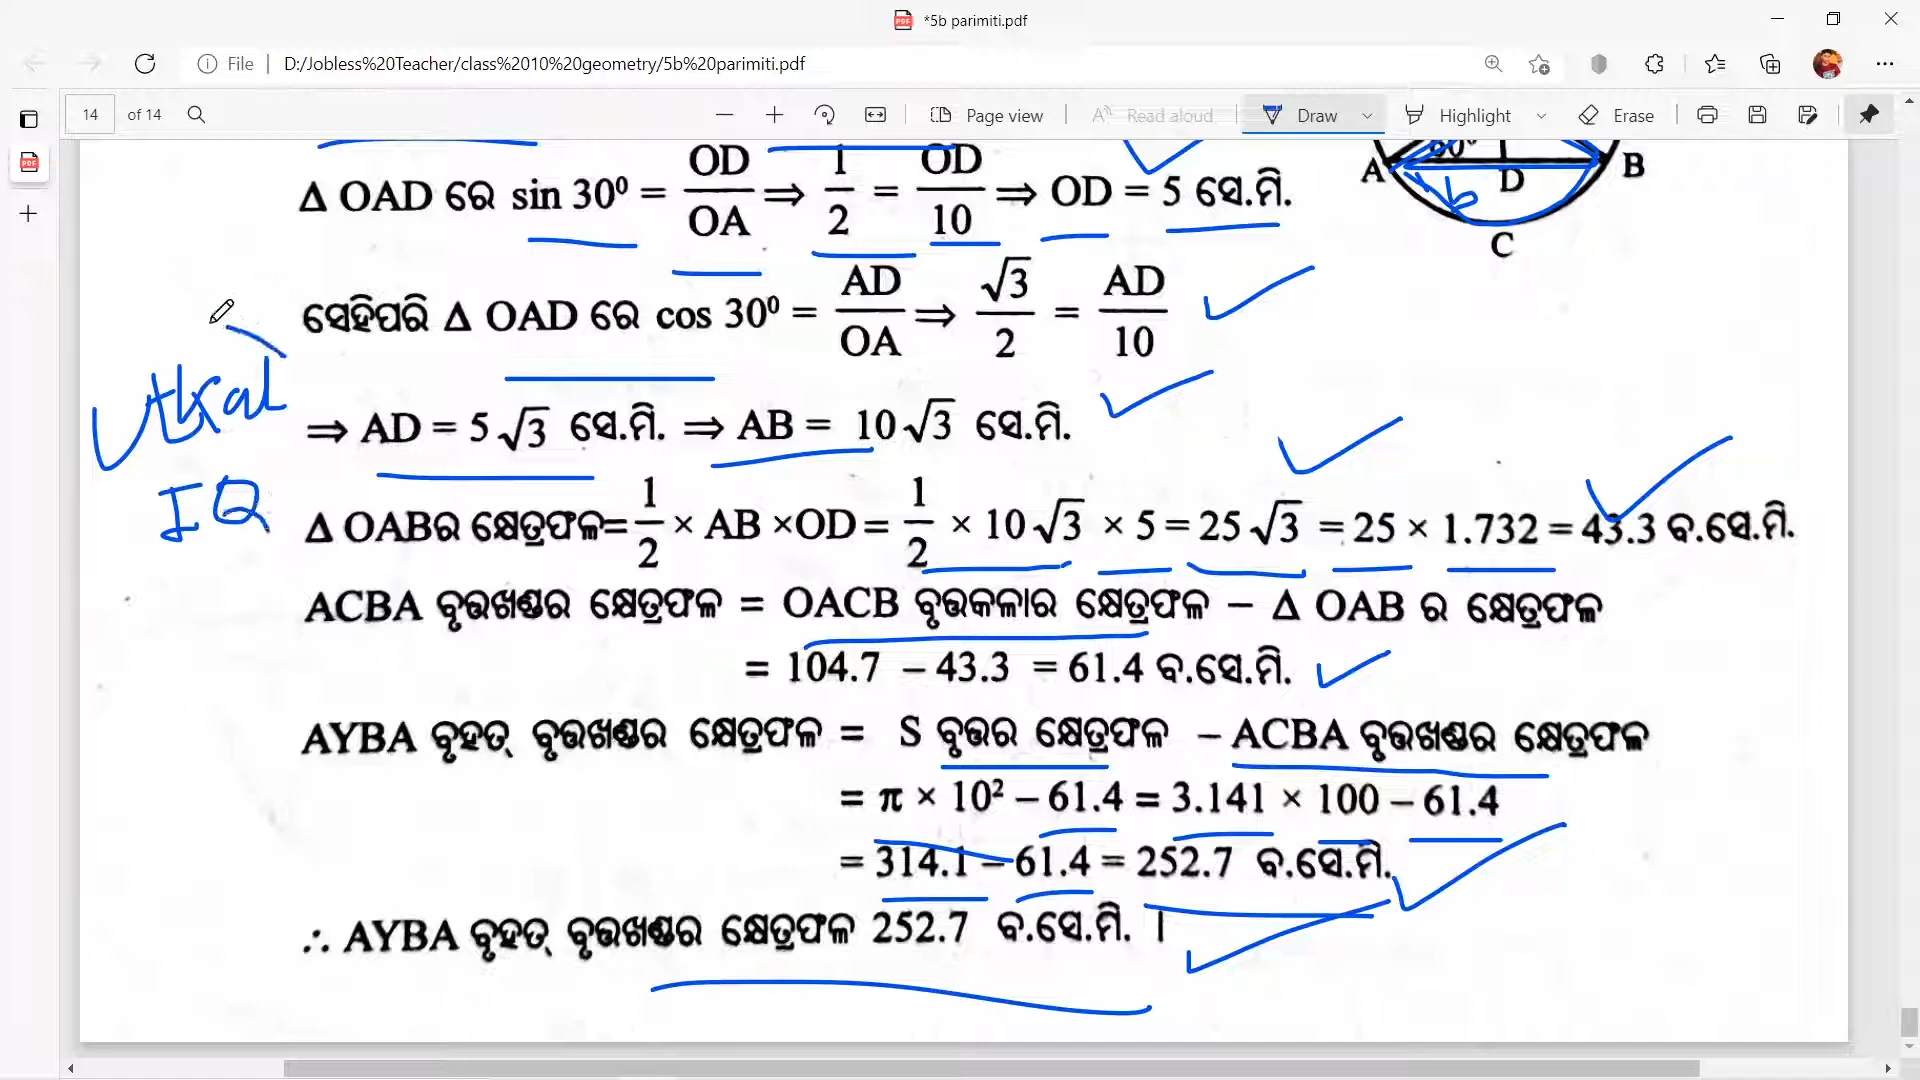 *5b parimiti.pdf
File | D:/Jobless%20Teacher/class%2010%20geometry/5b%20parimiti.pdf
14 of 14 Page view Read aloud Draw Highlight Erase
Δ OAD ରେ sin 30⁰ = OD/OA ⇒ 1/2 = OD/10 ⇒ OD = 5 ସେ.ମି.
A D B
b
C
ସେହିପରି Δ OAD ରେ cos 30⁰ = AD/OA ⇒ √3/2 = AD/10
Utkal
⇒ AD = 5√3 ସେ.ମି. ⇒ AB = 10√3 ସେ.ମି.
IQ
Δ OABର କ୍ଷେତ୍ରଫଳ = 1/2 × AB × OD = 1/2 × 10√3 × 5 = 25√3 = 25 × 1.732 = 43.3 ବ.ସେ.ମି.
ACBA ବୃତ୍ତଖଣ୍ଡର କ୍ଷେତ୍ରଫଳ = OACB ବୃତ୍ତକଳାର କ୍ଷେତ୍ରଫଳ – Δ OAB ର କ୍ଷେତ୍ରଫଳ
= 104.7 – 43.3 = 61.4 ବ.ସେ.ମି.
AYBA ବୃହତ୍ ବୃତ୍ତଖଣ୍ଡର କ୍ଷେତ୍ରଫଳ = S ବୃତ୍ତର କ୍ଷେତ୍ରଫଳ – ACBA ବୃତ୍ତଖଣ୍ଡର କ୍ଷେତ୍ରଫଳ
= π × 10² – 61.4 = 3.141 × 100 – 61.4
= 314.1 – 61.4 = 252.7 ବ.ସେ.ମି.
∴ AYBA ବୃହତ୍ ବୃତ୍ତଖଣ୍ଡର କ୍ଷେତ୍ରଫଳ 252.7 ବ.ସେ.ମି. ।